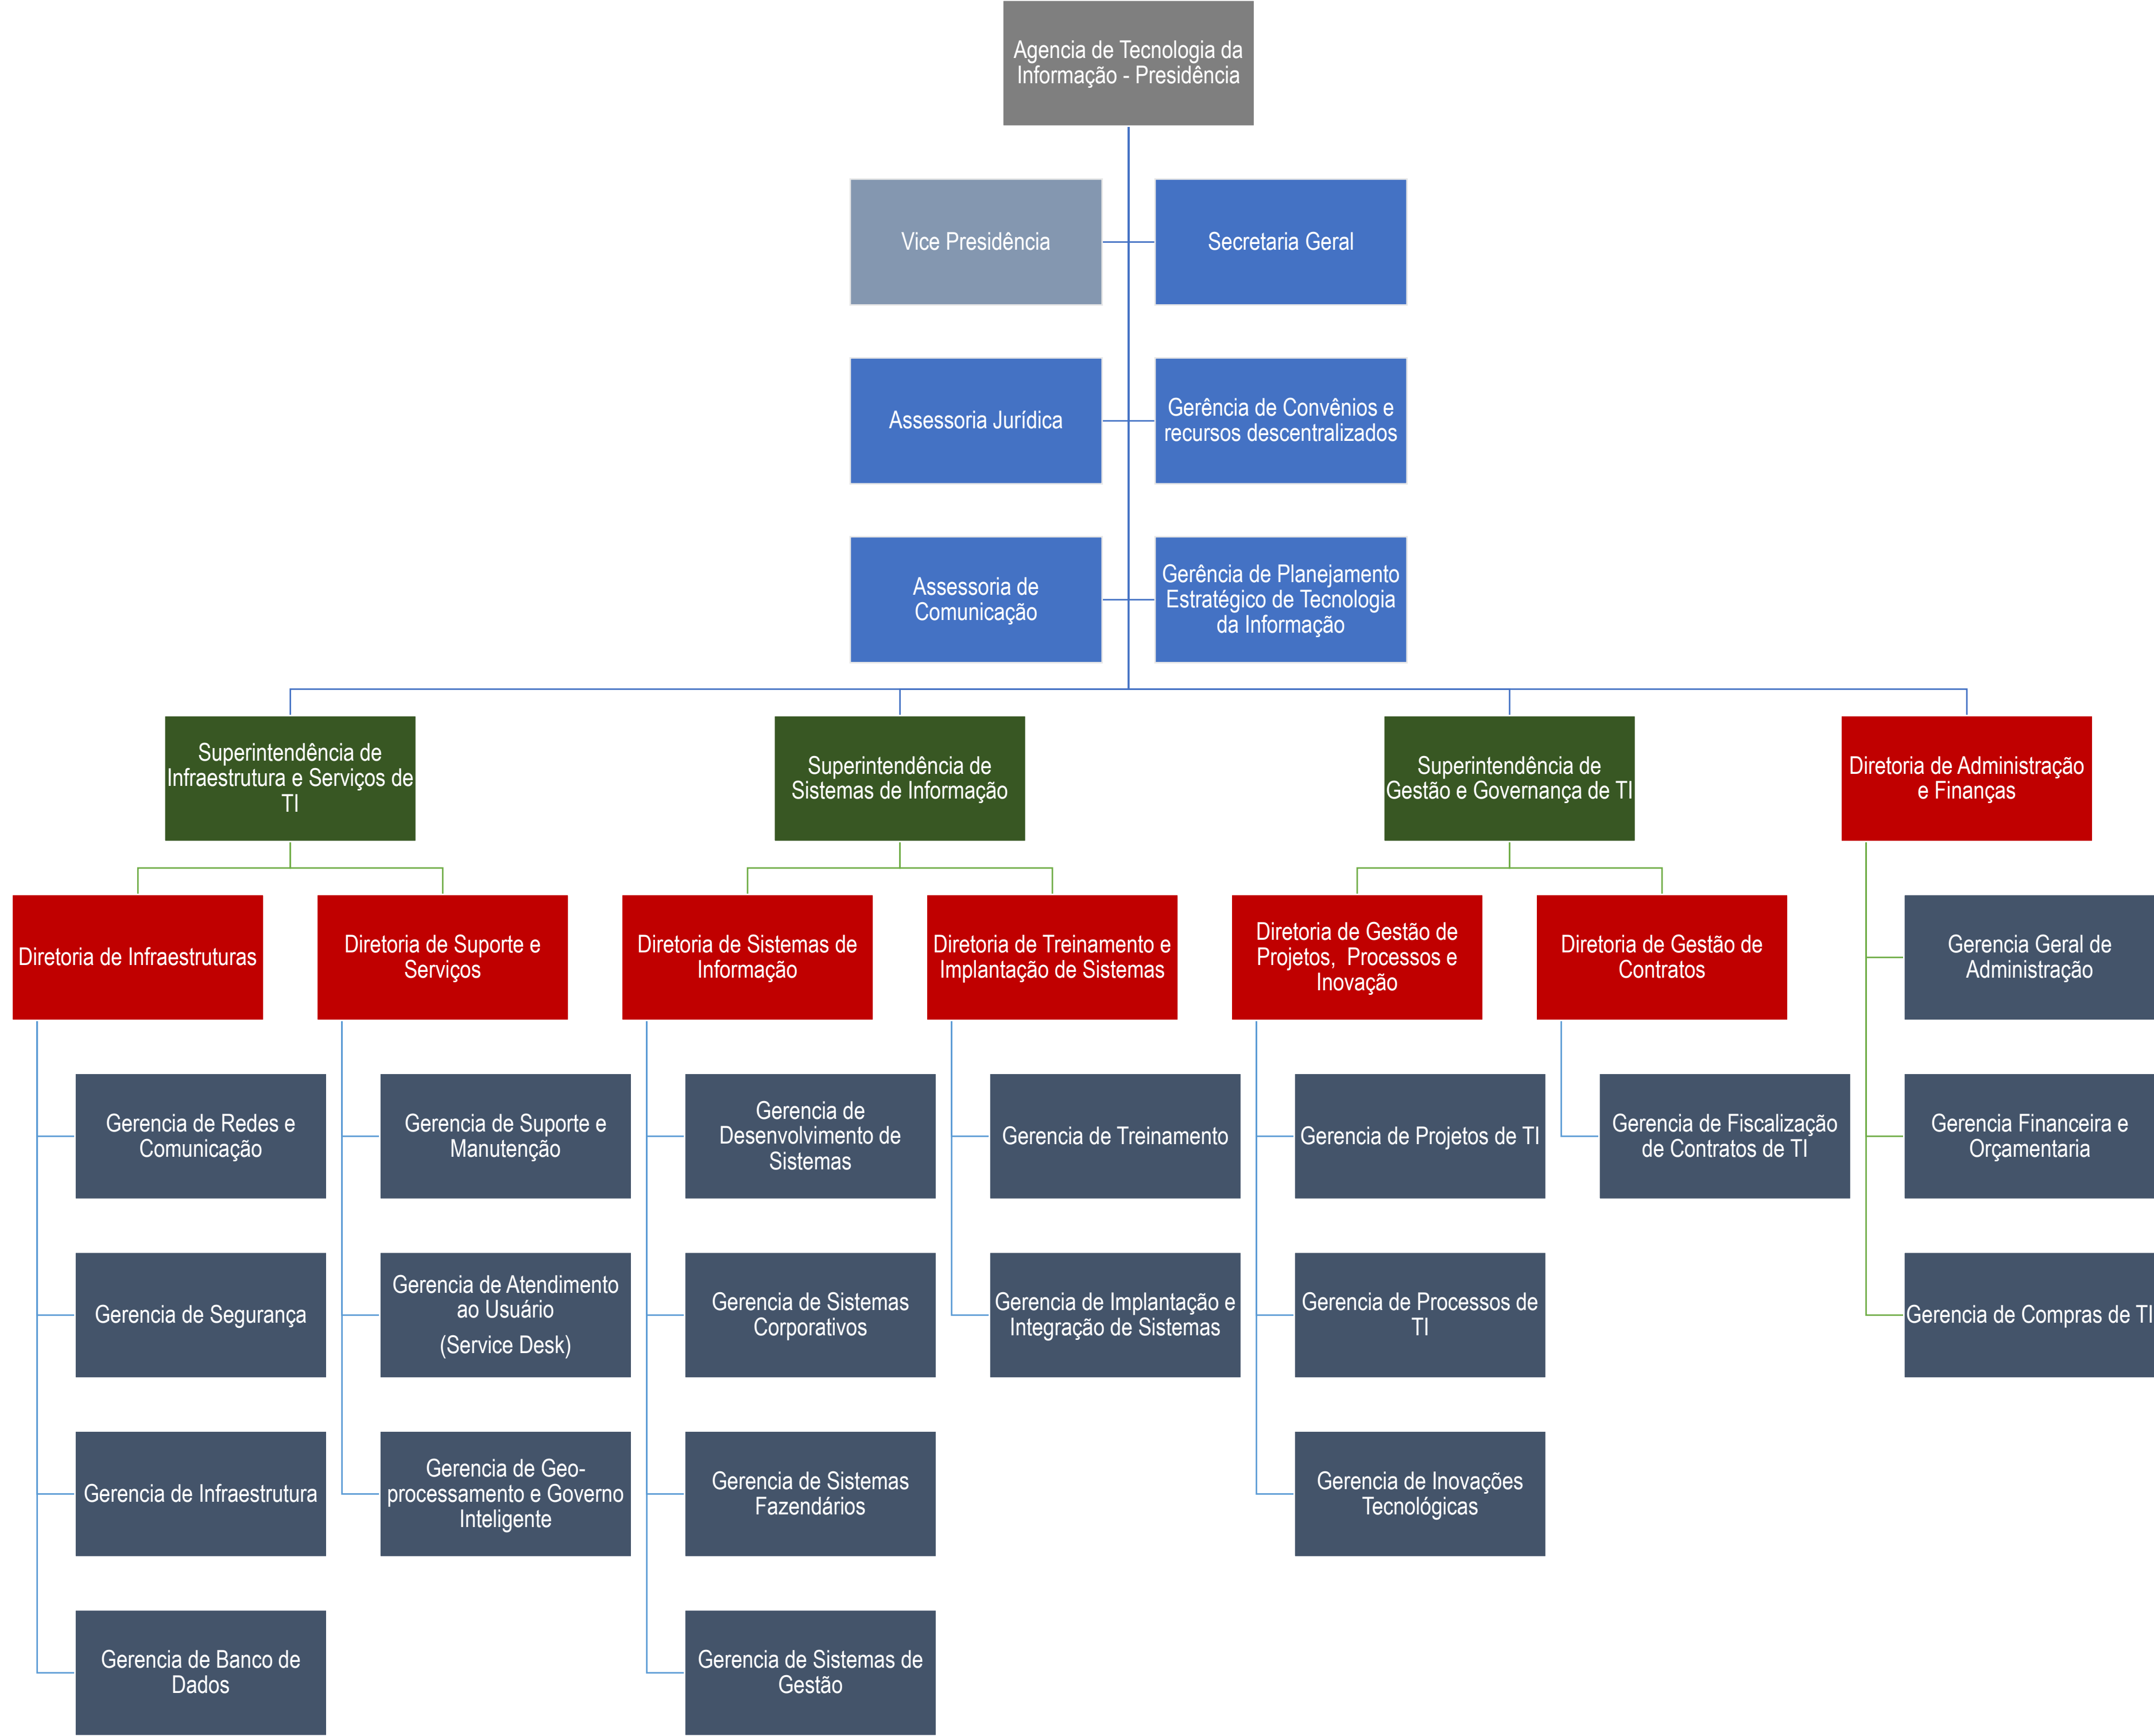 Agencia de Tecnologia da
Informação - Presidência
Vice Presidência
Secretaria Geral
Assessoria Jurídica
Gerência de Convênios e
recursos descentralizados
Assessoria de
Comunicação
Gerência de Planejamento
Estratégico de Tecnologia
da Informação
Superintendência de
Infraestrutura e Serviços de
TI
Superintendência de
Sistemas de Informação
Superintendência de
Gestão e Governança de TI
Diretoria de Administração
e Finanças
Diretoria de Infraestruturas
Diretoria de Suporte e
Serviços
Diretoria de Sistemas de
Informação
Diretoria de Treinamento e
Implantação de Sistemas
Diretoria de Gestão de
Projetos,  Processos e
Inovação
Diretoria de Gestão de
Contratos
Gerencia Geral de
Administração
Gerencia de Redes e
Comunicação
Gerencia de Suporte e
Manutenção
Gerencia de
Desenvolvimento de
Sistemas
Gerencia de Treinamento
Gerencia de Projetos de TI
Gerencia de Fiscalização
de Contratos de TI
Gerencia Financeira e
Orçamentaria
Gerencia de Segurança
Gerencia de Atendimento
ao Usuário
(Service Desk)
Gerencia de Sistemas
Corporativos
Gerencia de Implantação e
Integração de Sistemas
Gerencia de Processos de
TI
Gerencia de Compras de TI
Gerencia de Infraestrutura
Gerencia de Geo-
processamento e Governo
Inteligente
Gerencia de Sistemas
Fazendários
Gerencia de Inovações
Tecnológicas
Gerencia de Banco de
Dados
Gerencia de Sistemas de
Gestão